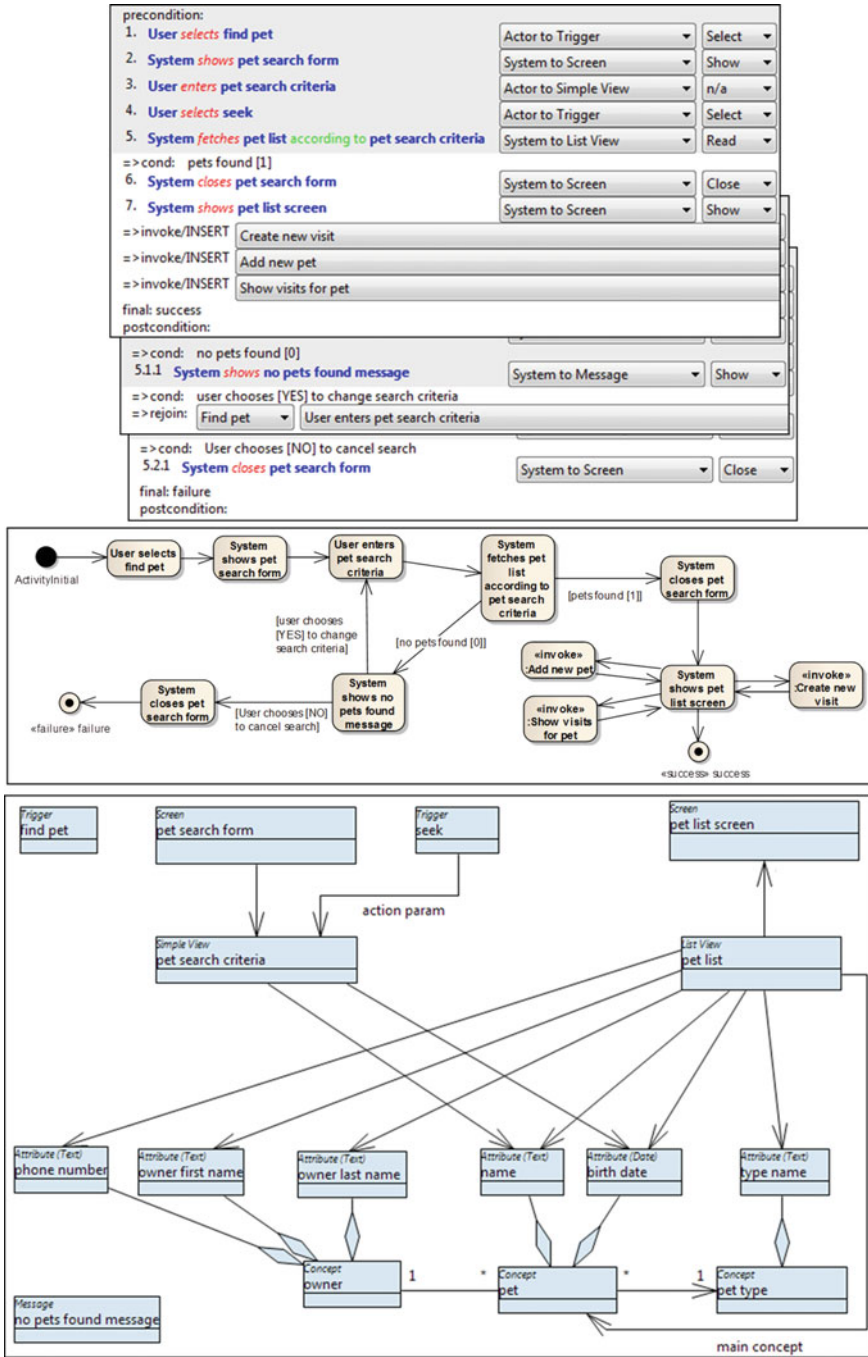 precondition:
1. User selects find pet Actor to Trigger Select
2. System shows pet search form System to Screen Show
3. User enters pet search criteria Actor to Simple View n/a
4. User selects seek Actor to Trigger Select
5. System fetches pet list according to pet search criteria System to List View Read
=>cond: pets found [1]
6. System closes pet search form System to Screen Close
7. System shows pet list screen System to Screen Show
=>invoke/INSERT Create new visit
=>invoke/INSERT Add new pet
=>invoke/INSERT Show visits for pet
final: success
postcondition:
=>cond: no pets found [0]
5.1.1 System shows no pets found message System to Message Show
=>cond: user chooses [YES] to change search criteria
=>rejoin: Find pet User enters pet search criteria
=>cond: User chooses [NO] to cancel search
5.2.1 System closes pet search form System to Screen Close
final: failure
postcondition:
ActivityInitial
User selects
find pet
System
shows pet
search form
User enters
pet search
criteria
System
fetches pet
list
according to
pet search
criteria
[pets found [1]]
System
closes pet
search form
[user chooses
[YES] to change
search criteria]
[no pets found [0]]
«invoke»
:Add new pet
System
shows pet
list screen
«invoke»
:Create new
visit
«invoke»
:Show visits
for pet
«failure» failure
System
closes pet
search form
[User chooses [NO]
to cancel search]
System
shows no
pets found
message
«success» success
Trigger
find pet
Screen
pet search form
Trigger
seek
Screen
pet list screen
action param
Simple View
pet search criteria
List View
pet list
Attribute (Text)
phone number
Attribute (Text)
owner first name
Attribute (Text)
owner last name
Attribute (Text)
name
Attribute (Date)
birth date
Attribute (Text)
type name
Concept
owner
1
*
Concept
pet
*
1
Concept
pet type
Message
no pets found message
main concept